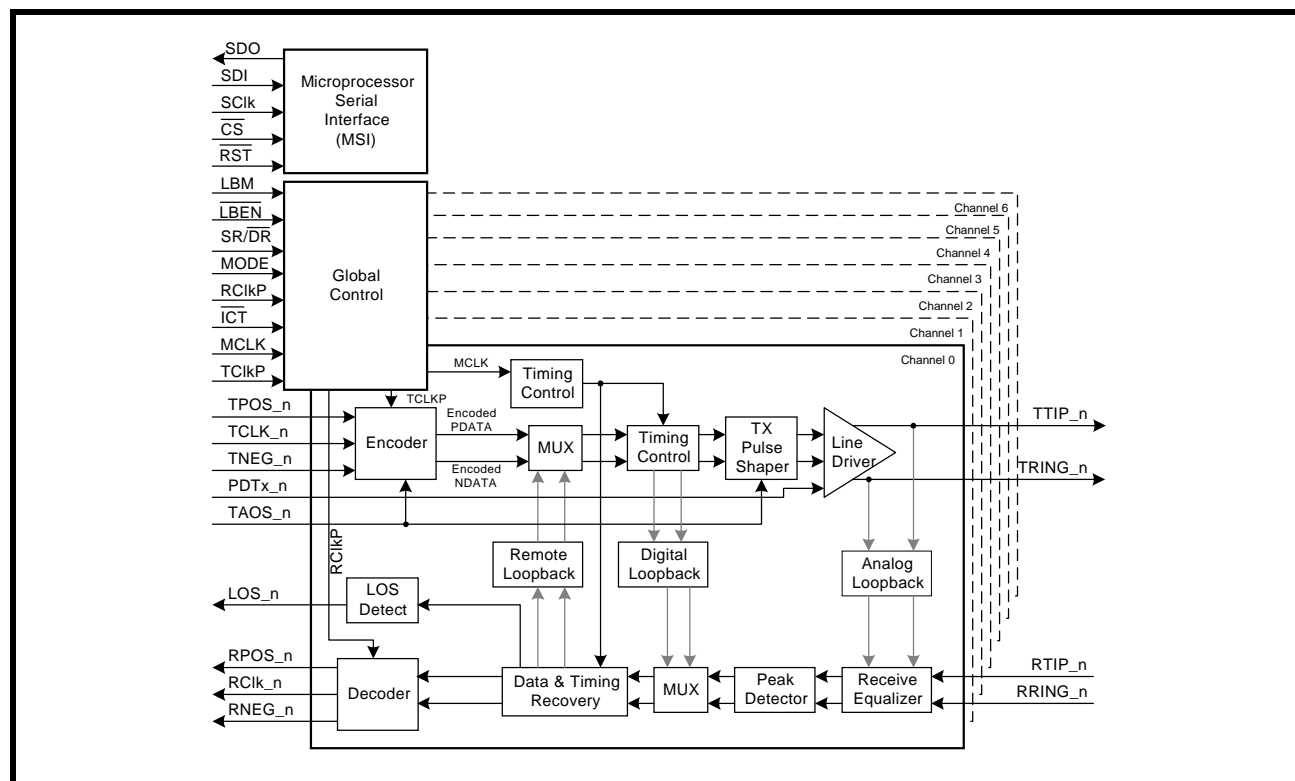 SDO
SDI
SClk
CS
RST
Microprocessor
Serial
Interface
(MSI)
LBM
LBEN
SR/DR
MODE
RClkP
ICT
MCLK
TClkP
Global
Control
Channel 6
Channel 5
Channel 4
Channel 3
Channel 2
Channel 1
Channel 0
MCLK
Timing
Control
TCLKP
TPOS_n
TCLK_n
TNEG_n
PDTx_n
TAOS_n
Encoder
Encoded
PDATA
Encoded
NDATA
MUX
Timing
Control
TX
Pulse
Shaper
Line
Driver
TTIP_n
TRING_n
RClkP
Remote
Loopback
Digital
Loopback
Analog
Loopback
LOS_n
LOS
Detect
RPOS_n
RClk_n
RNEG_n
Decoder
Data & Timing
Recovery
MUX
Peak
Detector
Receive
Equalizer
RTIP_n
RRING_n